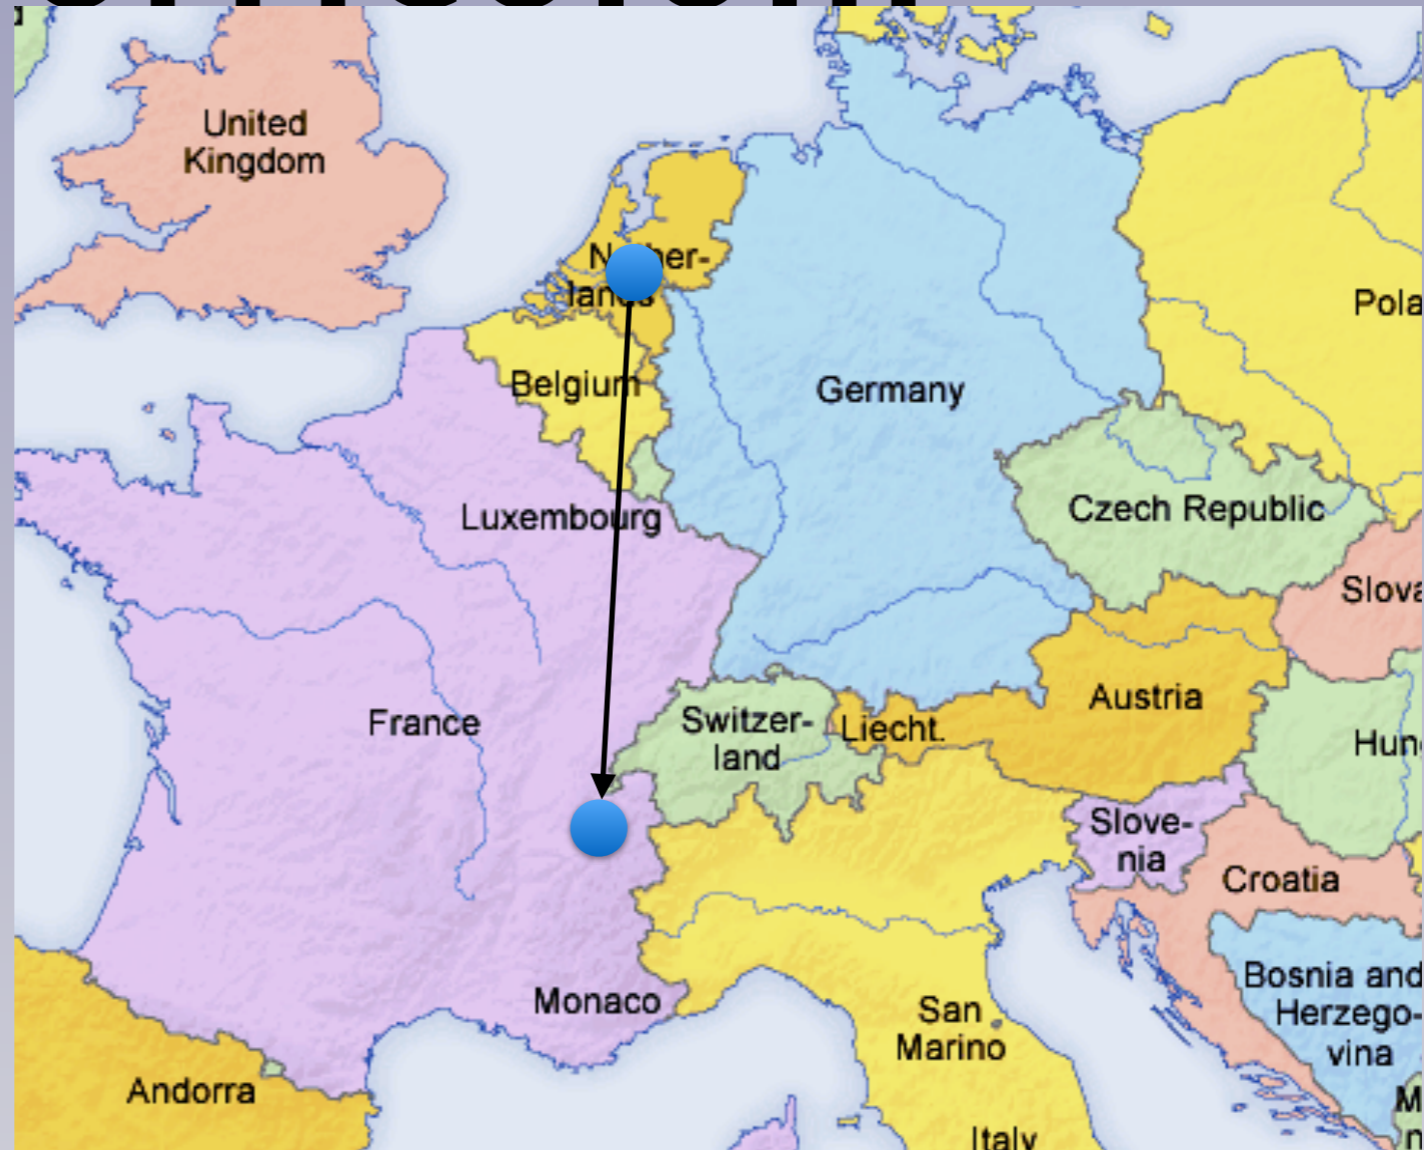 United
Kingdom
lands
Belgium
Germany
Pola
Luxembourg
Czech Republic
Slova
France
Switzer-
land
Liecht.
Austria
Hun
Slove-
nia
Croatia
Monaco
San
Marino
Bosnia and
Herzego-
vina
Andorra
Italy